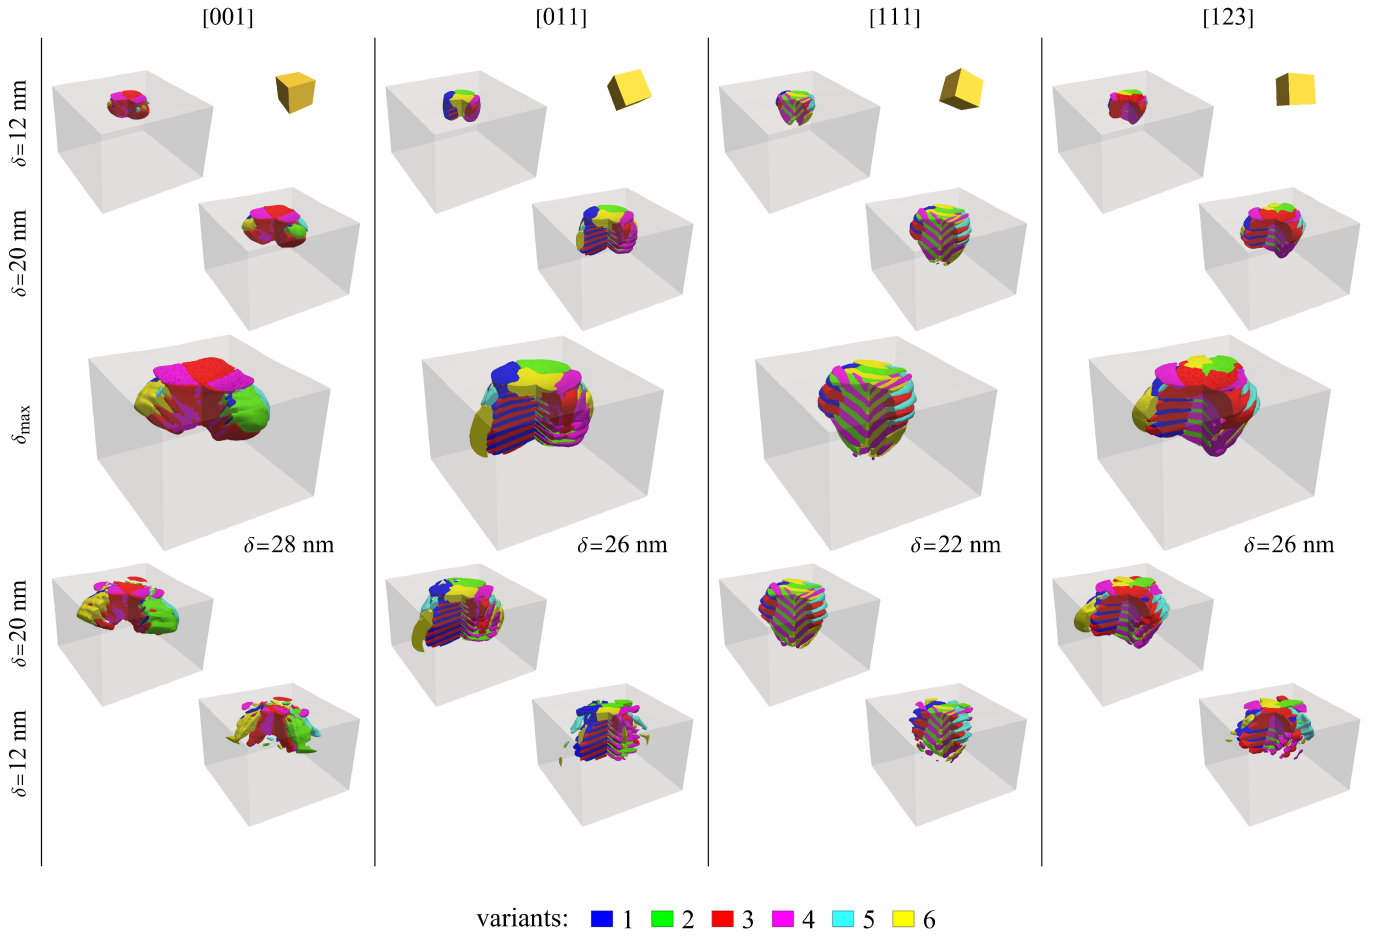 [001] [011] [111] [123]
δ=12 nm
δ=20 nm
δmax
δ=28 nm δ=26 nm δ=22 nm δ=26 nm
δ=20 nm
δ=12 nm
variants: 1 2 3 4 5 6